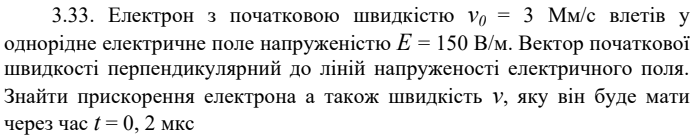 3.33. Електрон з початковою швидкістю v0 = 3 Мм/с влетів у
однорідне електричне поле напруженістю E = 150 В/м. Вектор початкової
швидкості перпендикулярний до ліній напруженості електричного поля.
Знайти прискорення електрона а також швидкість v, яку він буде мати
через час t = 0, 2 мкс